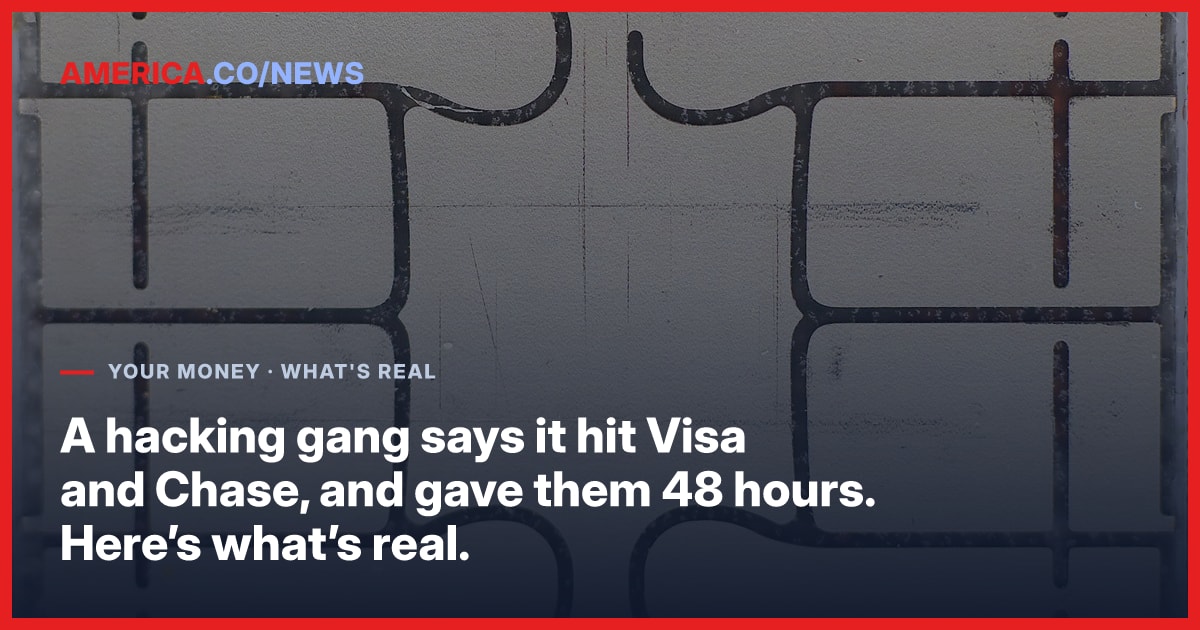 AMERICA.CO/NEWS
YOUR MONEY · WHAT'S REAL
A hacking gang says it hit Visa
and Chase, and gave them 48 hours.
Here’s what’s real.